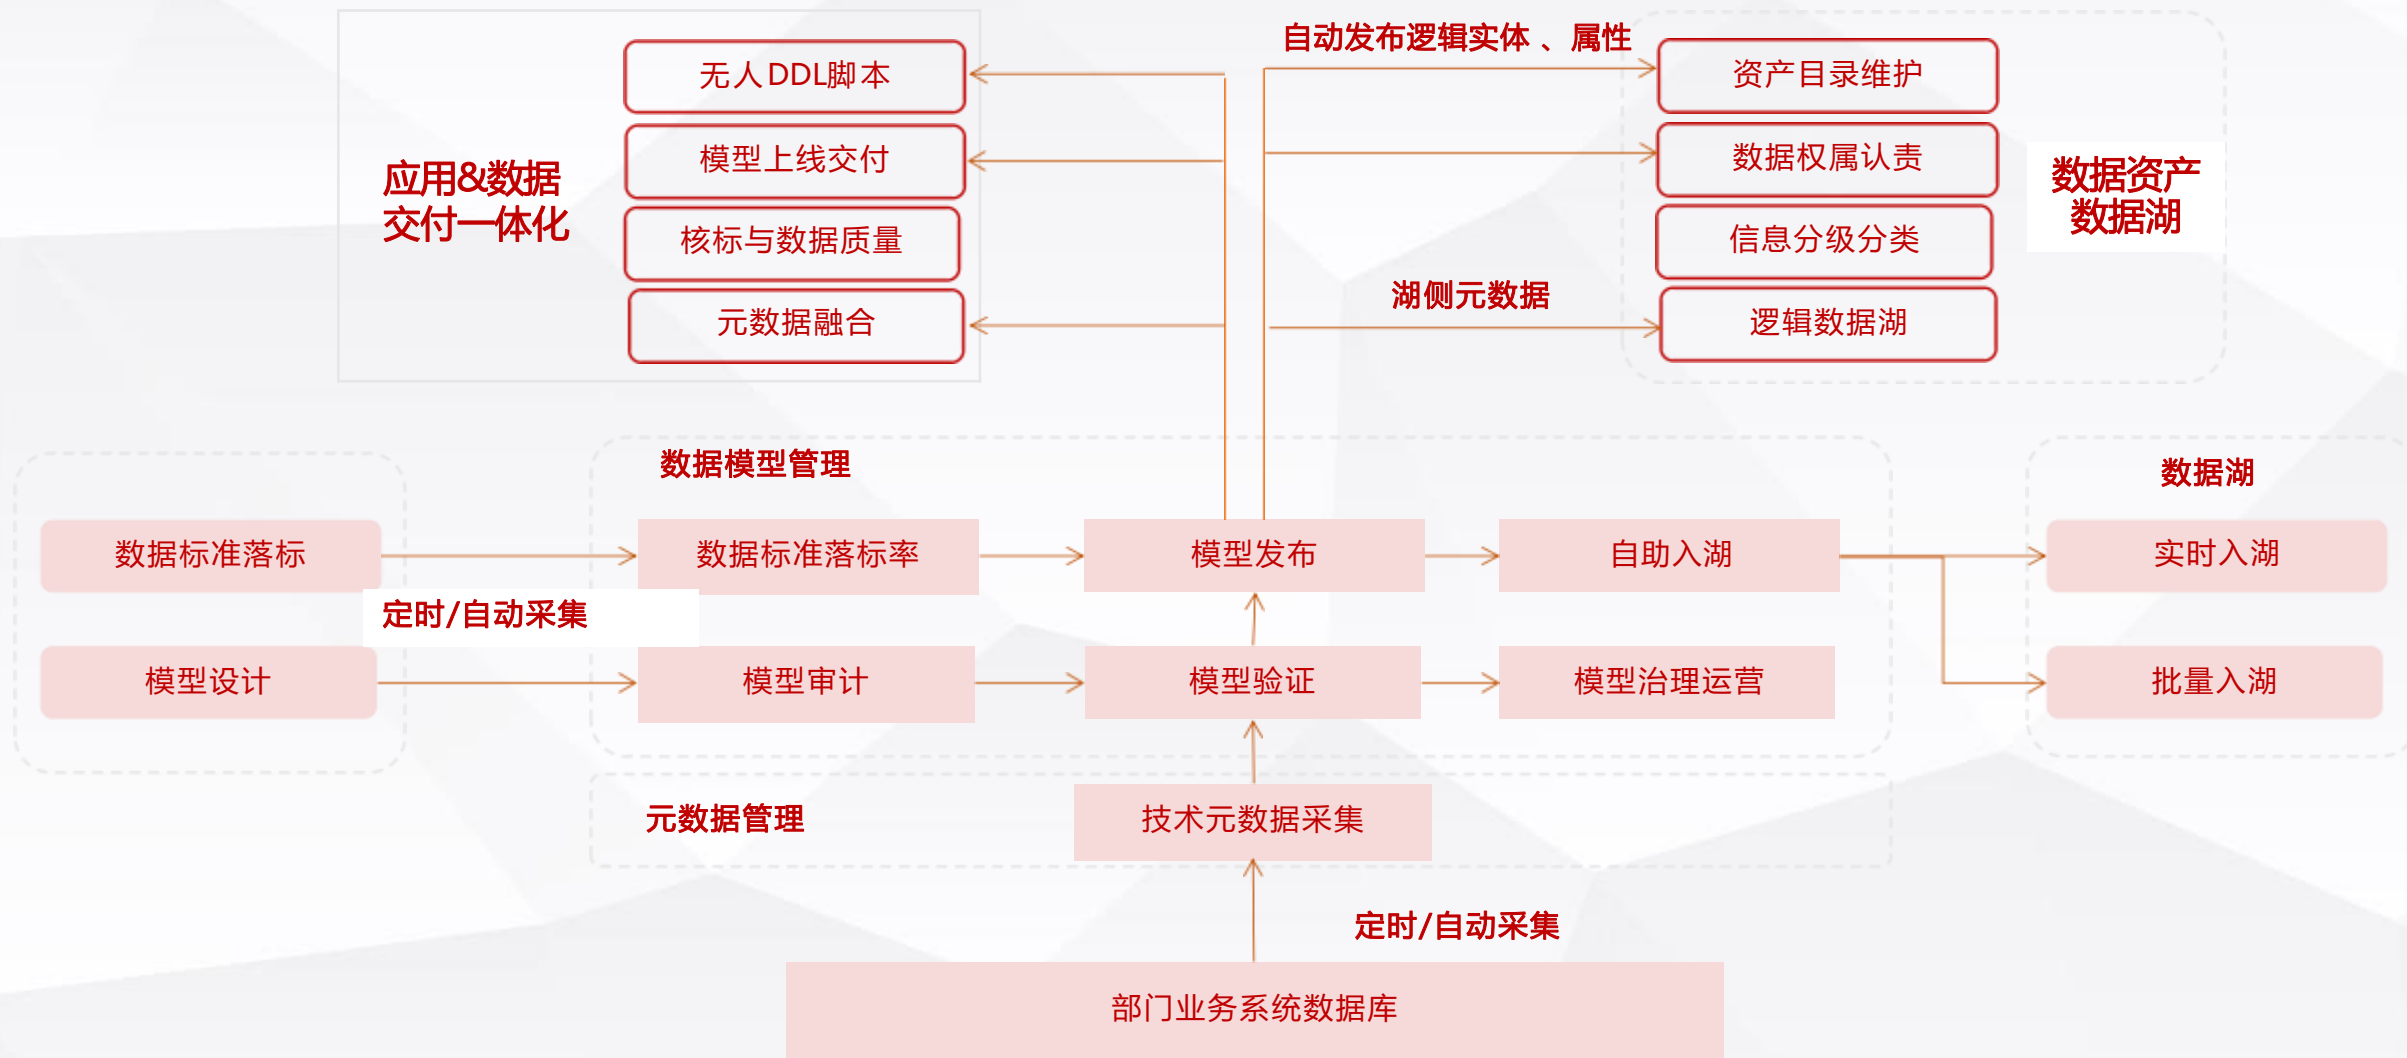 自动发布逻辑实体 、属性
无人DDL脚本
模型上线交付
核标与数据质量
元数据融合
应用&数据
交付一体化
资产目录维护
数据权属认责
信息分级分类
逻辑数据湖
数据资产
数据湖
湖侧元数据
数据模型管理
数据湖
数据标准落标
数据标准落标率
模型发布
自助入湖
实时入湖
定时/自动采集
模型设计
模型审计
模型验证
模型治理运营
批量入湖
元数据管理
技术元数据采集
定时/自动采集
部门业务系统数据库